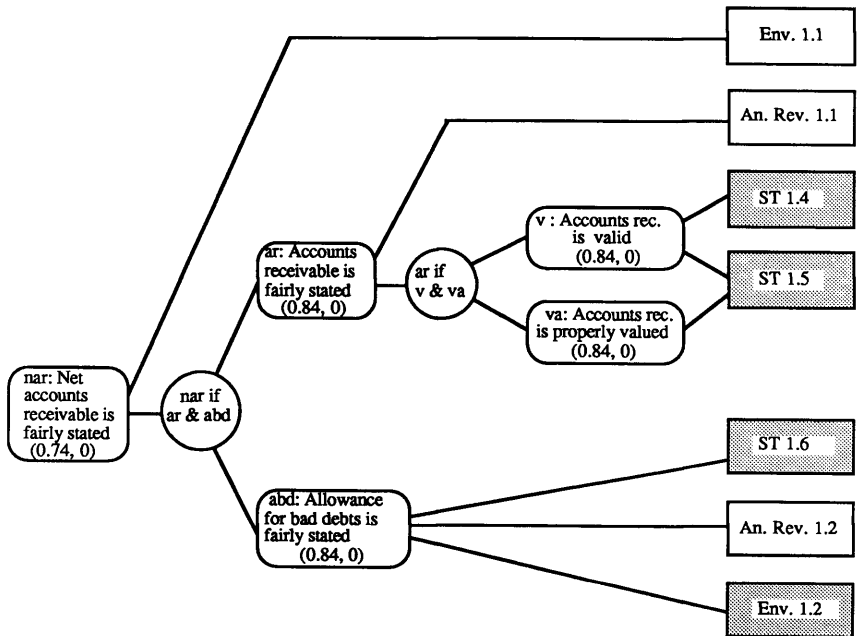 Env. 1.1
An. Rev. 1.1
ST 1.4
v : Accounts rec.
is valid
(0.84, 0)
ar: Accounts
receivable is
fairly stated
(0.84, 0)
ar if
v & va
ST 1.5
va: Accounts rec.
is properly valued
(0.84, 0)
nar: Net
accounts
receivable is
fairly stated
(0.74, 0)
nar if
ar & abd
ST 1.6
abd: Allowance
for bad debts is
fairly stated
(0.84, 0)
An. Rev. 1.2
Env. 1.2